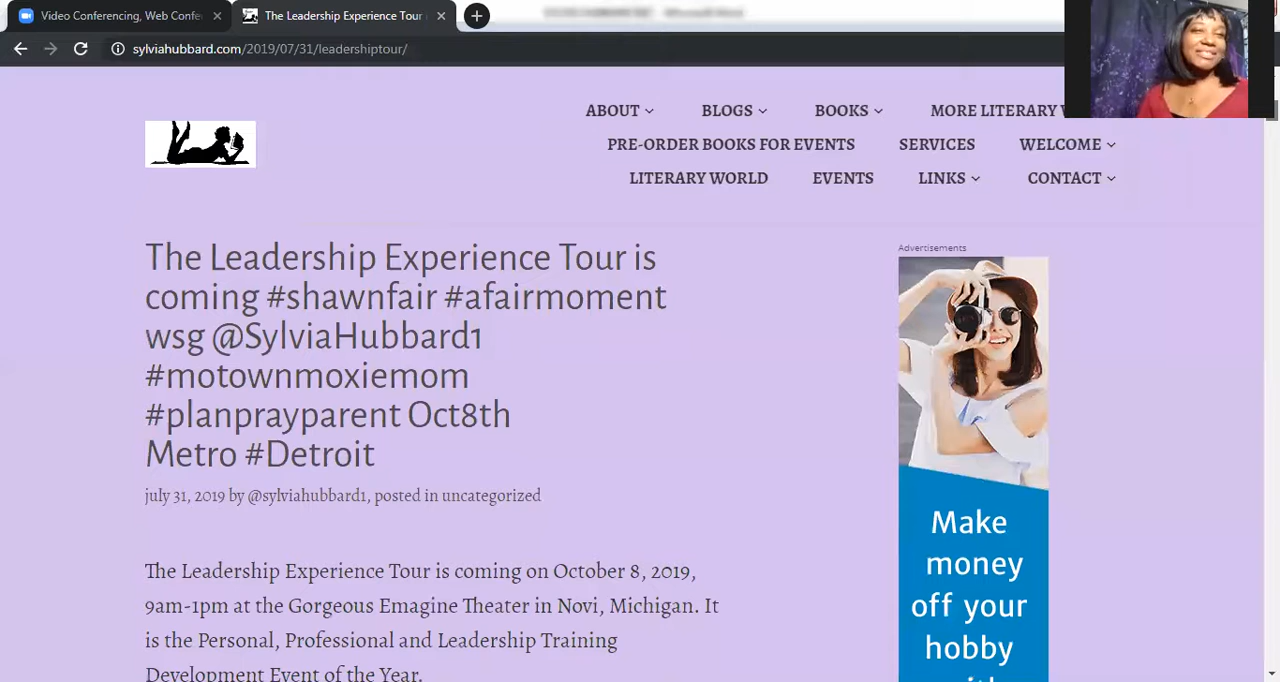 Video Conferencing, Web Confe
The Leadership Experience Tour
sylviahubbard.com/2019/07/31/leadershiptour/
ABOUT BLOGS BOOKS MORE LITERARY
PRE-ORDER BOOKS FOR EVENTS SERVICES WELCOME
LITERARY WORLD EVENTS LINKS CONTACT
The Leadership Experience Tour is
coming #shawnfair #afairmoment
wsg @SylviaHubbard1
#motownmoxiemom
#planprayparent Oct8th
Metro #Detroit
july 31, 2019 by @sylviahubbard1, posted in uncategorized
The Leadership Experience Tour is coming on October 8, 2019,
9am-1pm at the Gorgeous Emagine Theater in Novi, Michigan. It
is the Personal, Professional and Leadership Training
Development Event of the Year.
Advertisements
Make
money
off your
hobby